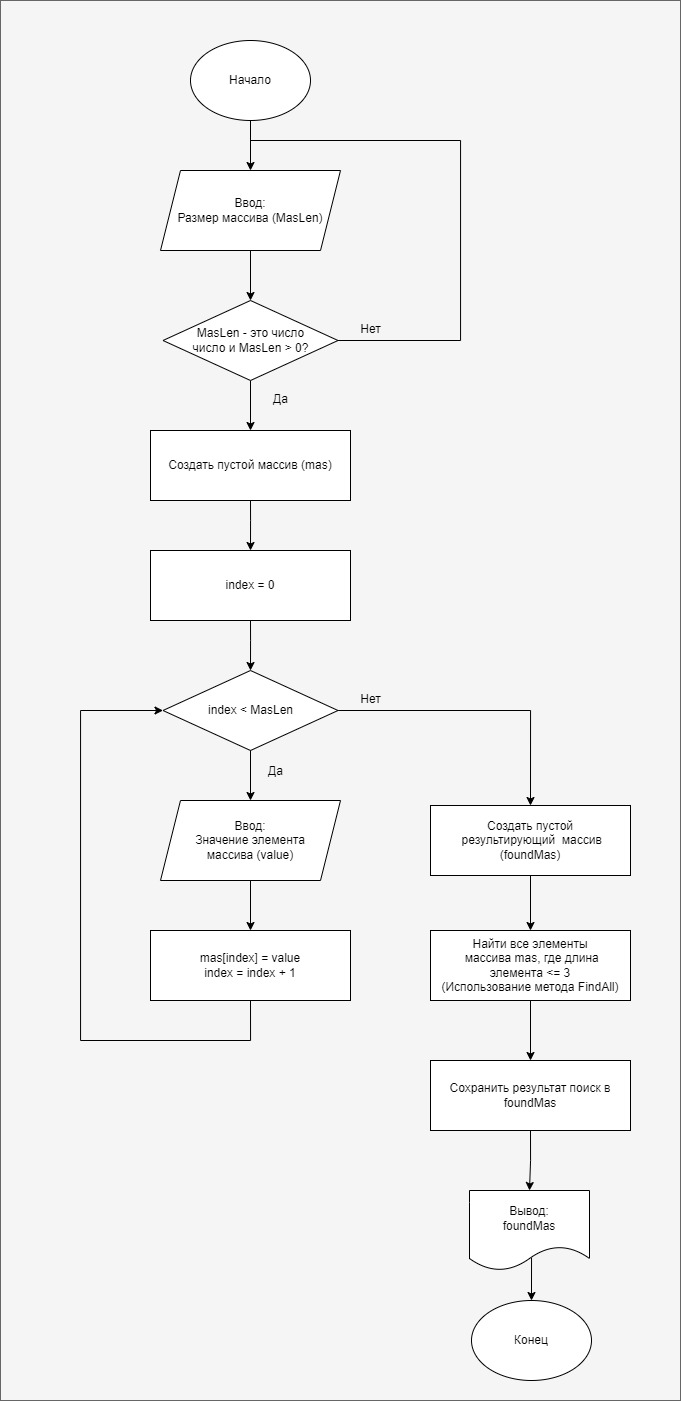 Начало
Ввод:
Размер массива (MasLen)
MasLen - это число
число и MasLen > 0?
Нет
Да
Создать пустой массив (mas)
index = 0
index < MasLen
Нет
Да
Ввод:
Значение элемента
массива (value)
mas[index] = value
index = index + 1
Создать пустой
результирующий массив
(foundMas)
Найти все элементы
массива mas, где длина
элемента <= 3
(Использование метода FindAll)
Сохранить результат поиск в
foundMas
Вывод:
foundMas
Конец